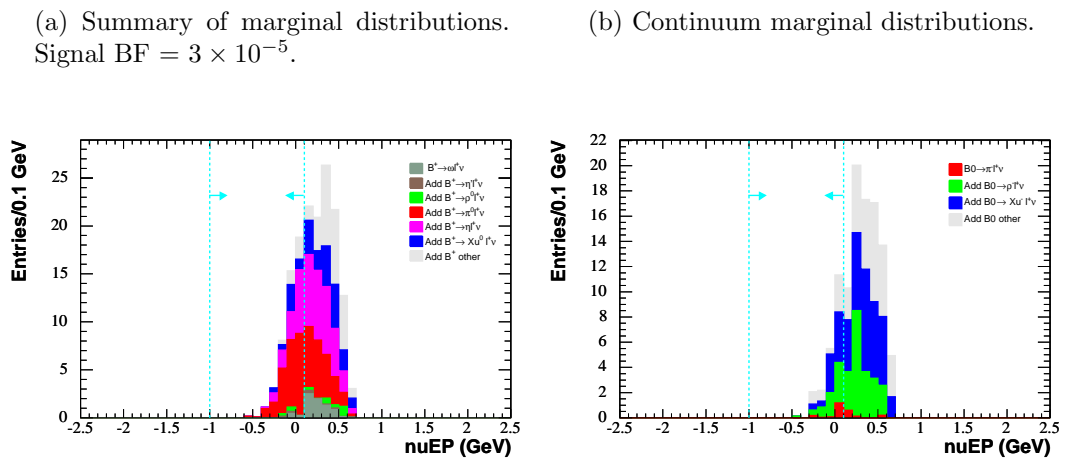 (a) Summary of marginal distributions.
Signal BF = 3 × 10⁻⁵.
(b) Continuum marginal distributions.
Entries/0.1 GeV
25
20
15
10
5
0
-2.5 -2 -1.5 -1 -0.5 0 0.5 1 1.5 2 2.5
nuEP (GeV)
B⁺→ωl⁺ν
Add B⁺→η'l⁺ν
Add B⁺→ρ⁰l⁺ν
Add B⁺→π⁰l⁺ν
Add B⁺→ηl⁺ν
Add B⁺→ Xu⁰ l⁺ν
Add B⁺ other
Entries/0.1 GeV
22
20
18
16
14
12
10
8
6
4
2
0
-2.5 -2 -1.5 -1 -0.5 0 0.5 1 1.5 2 2.5
nuEP (GeV)
B0→π⁻l⁺ν
Add B0→ρ⁻l⁺ν
Add B0→ Xu⁻ l⁺ν
Add B0 other